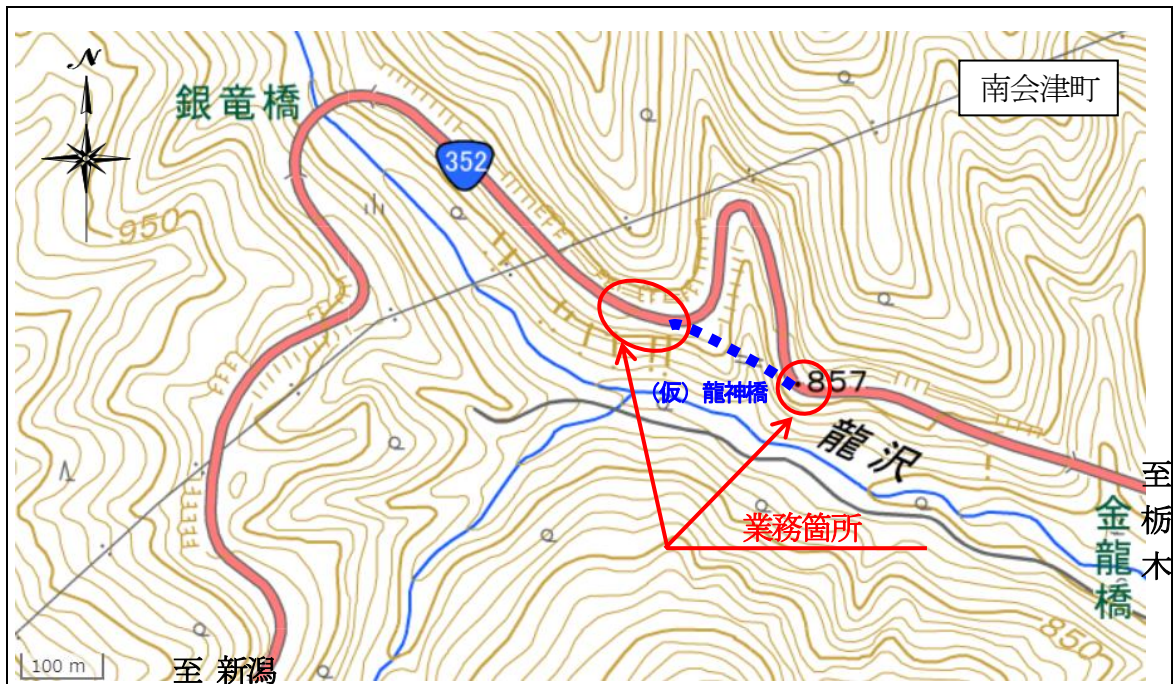 N
南会津町
銀竜橋
352
950
857
(仮) 龍神橋
龍沢
業務箇所
至 栃木
金龍橋
850
100 m
至 新潟